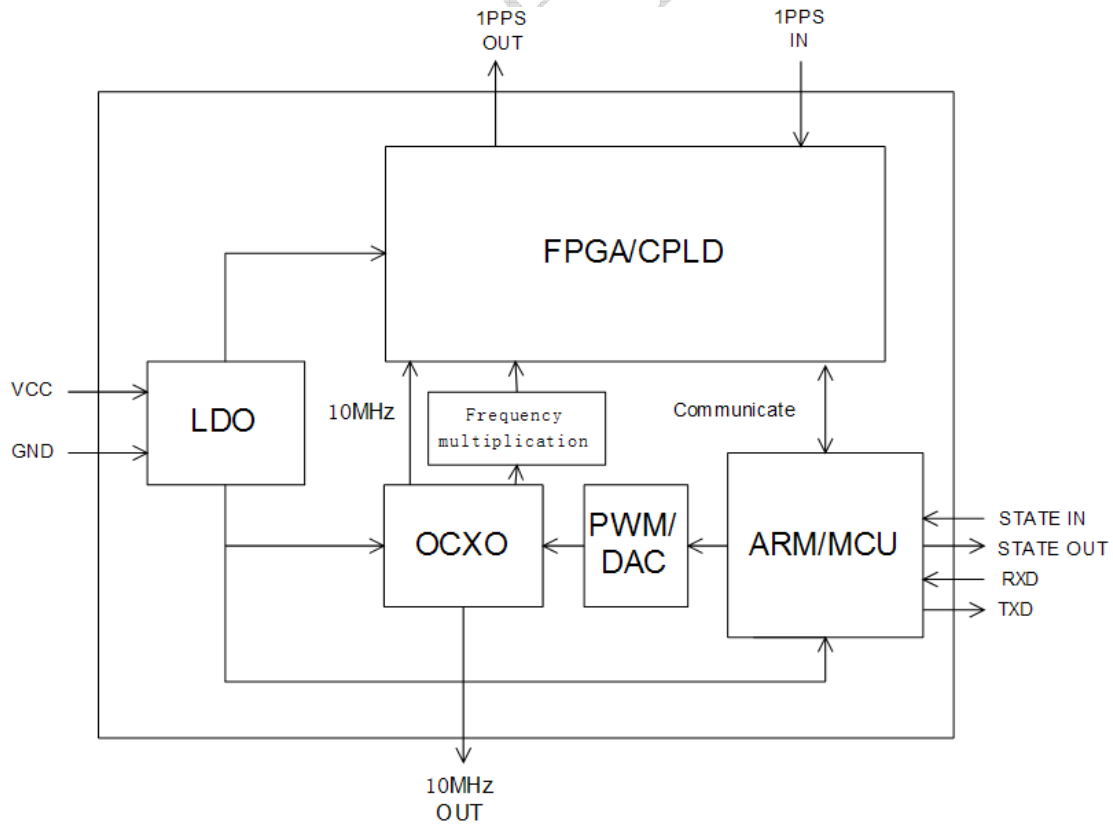 1PPS
OUT
1PPS
IN
FPGA/CPLD
VCC
GND
LDO
10MHz
Frequency
multiplication
Communicate
OCXO
PWM/
DAC
ARM/MCU
STATE IN
STATE OUT
RXD
TXD
10MHz
OUT